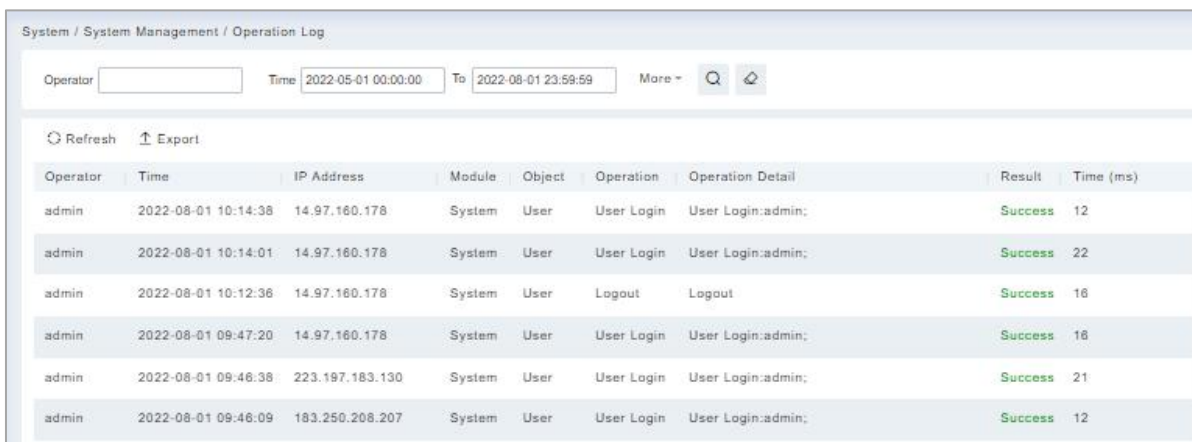 System / System Management / Operation Log
Operator Time 2022-05-01 00:00:00 To 2022-08-01 23:59:59 More
Refresh Export
Operator Time IP Address Module Object Operation Operation Detail Result Time (ms)
admin 2022-08-01 10:14:38 14.97.160.178 System User User Login User Login:admin; Success 12
admin 2022-08-01 10:14:01 14.97.160.178 System User User Login User Login:admin; Success 22
admin 2022-08-01 10:12:36 14.97.160.178 System User Logout Logout Success 16
admin 2022-08-01 09:47:20 14.97.160.178 System User User Login User Login:admin; Success 16
admin 2022-08-01 09:46:38 223.197.183.130 System User User Login User Login:admin; Success 21
admin 2022-08-01 09:46:09 183.250.208.207 System User User Login User Login:admin; Success 12